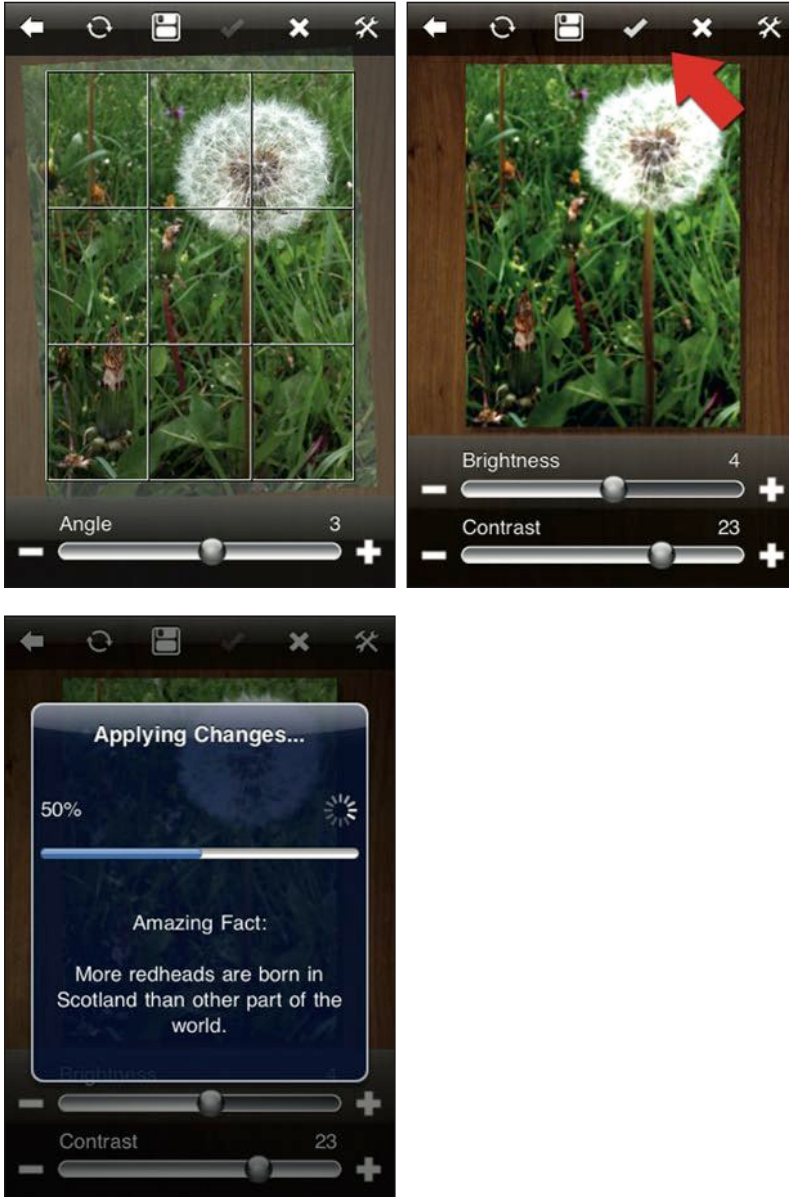 Angle 3
Brightness 4
Contrast 23
Applying Changes...
50%
Amazing Fact:
More redheads are born in
Scotland than other part of the
world.
Brightness 4
Contrast 23